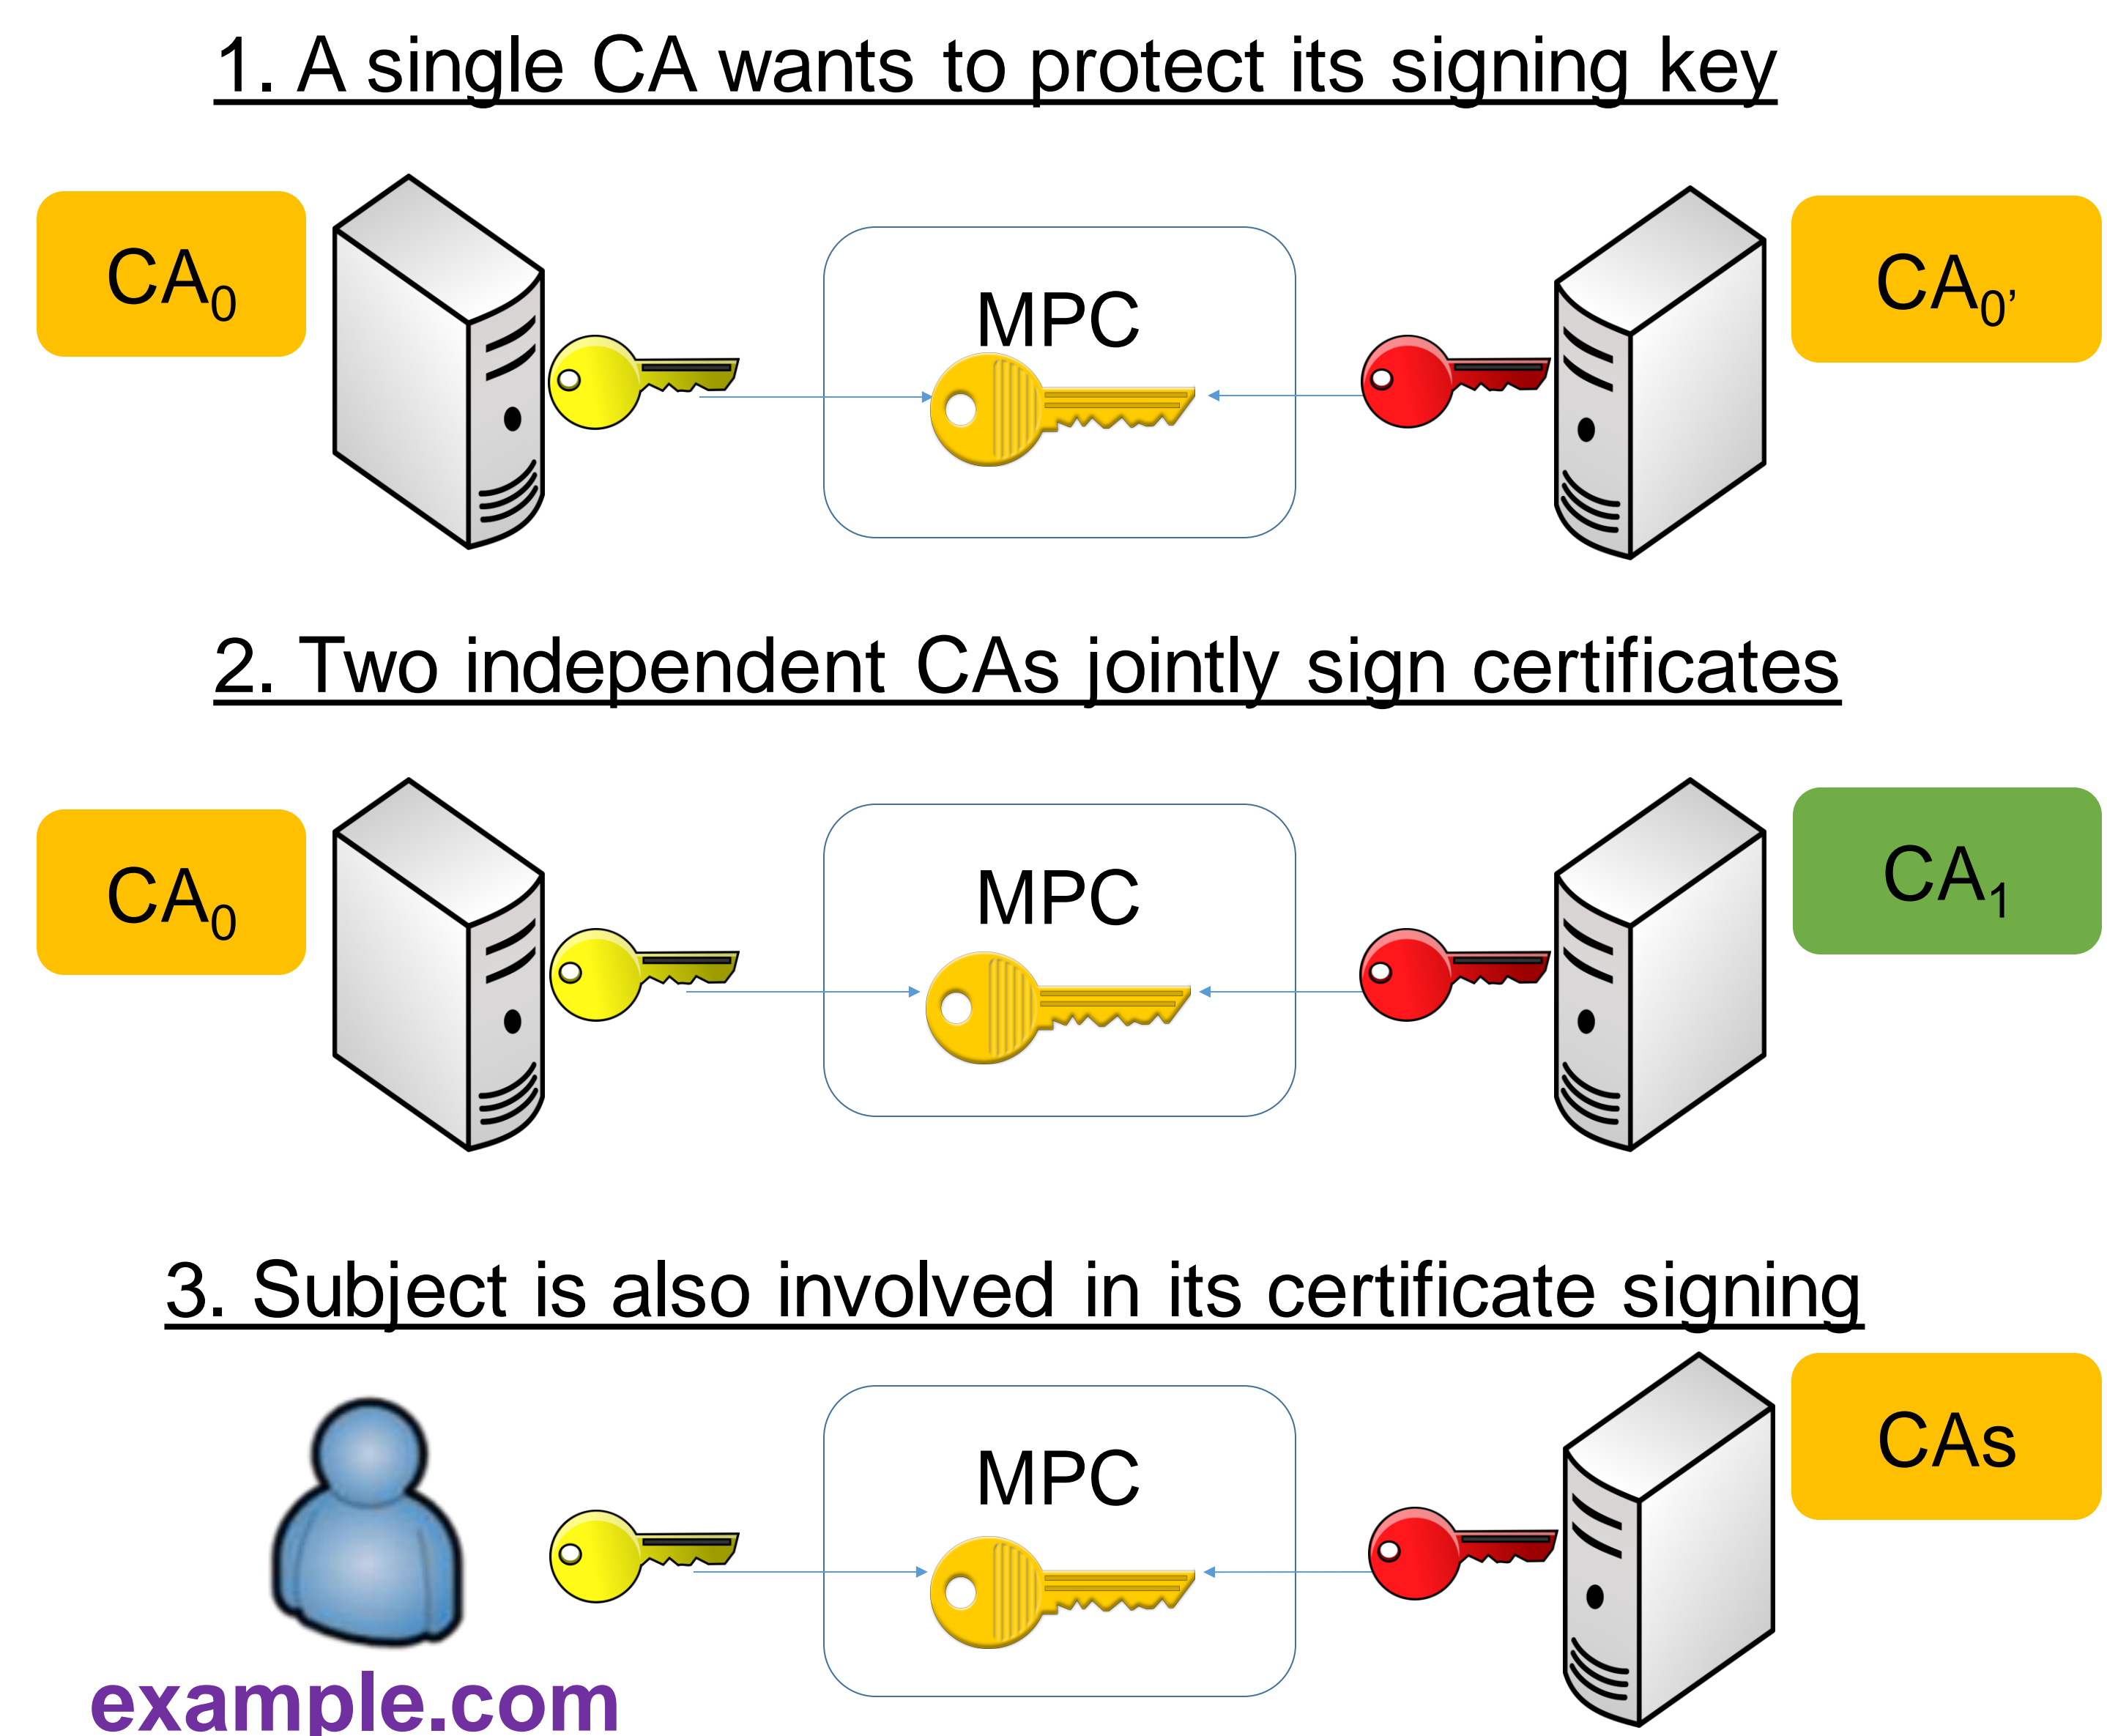 1. A single CA wants to protect its signing key
CA₀
MPC
CA₀’
2. Two independent CAs jointly sign certificates
CA₀
MPC
CA₁
3. Subject is also involved in its certificate signing
MPC
CAs
example.com